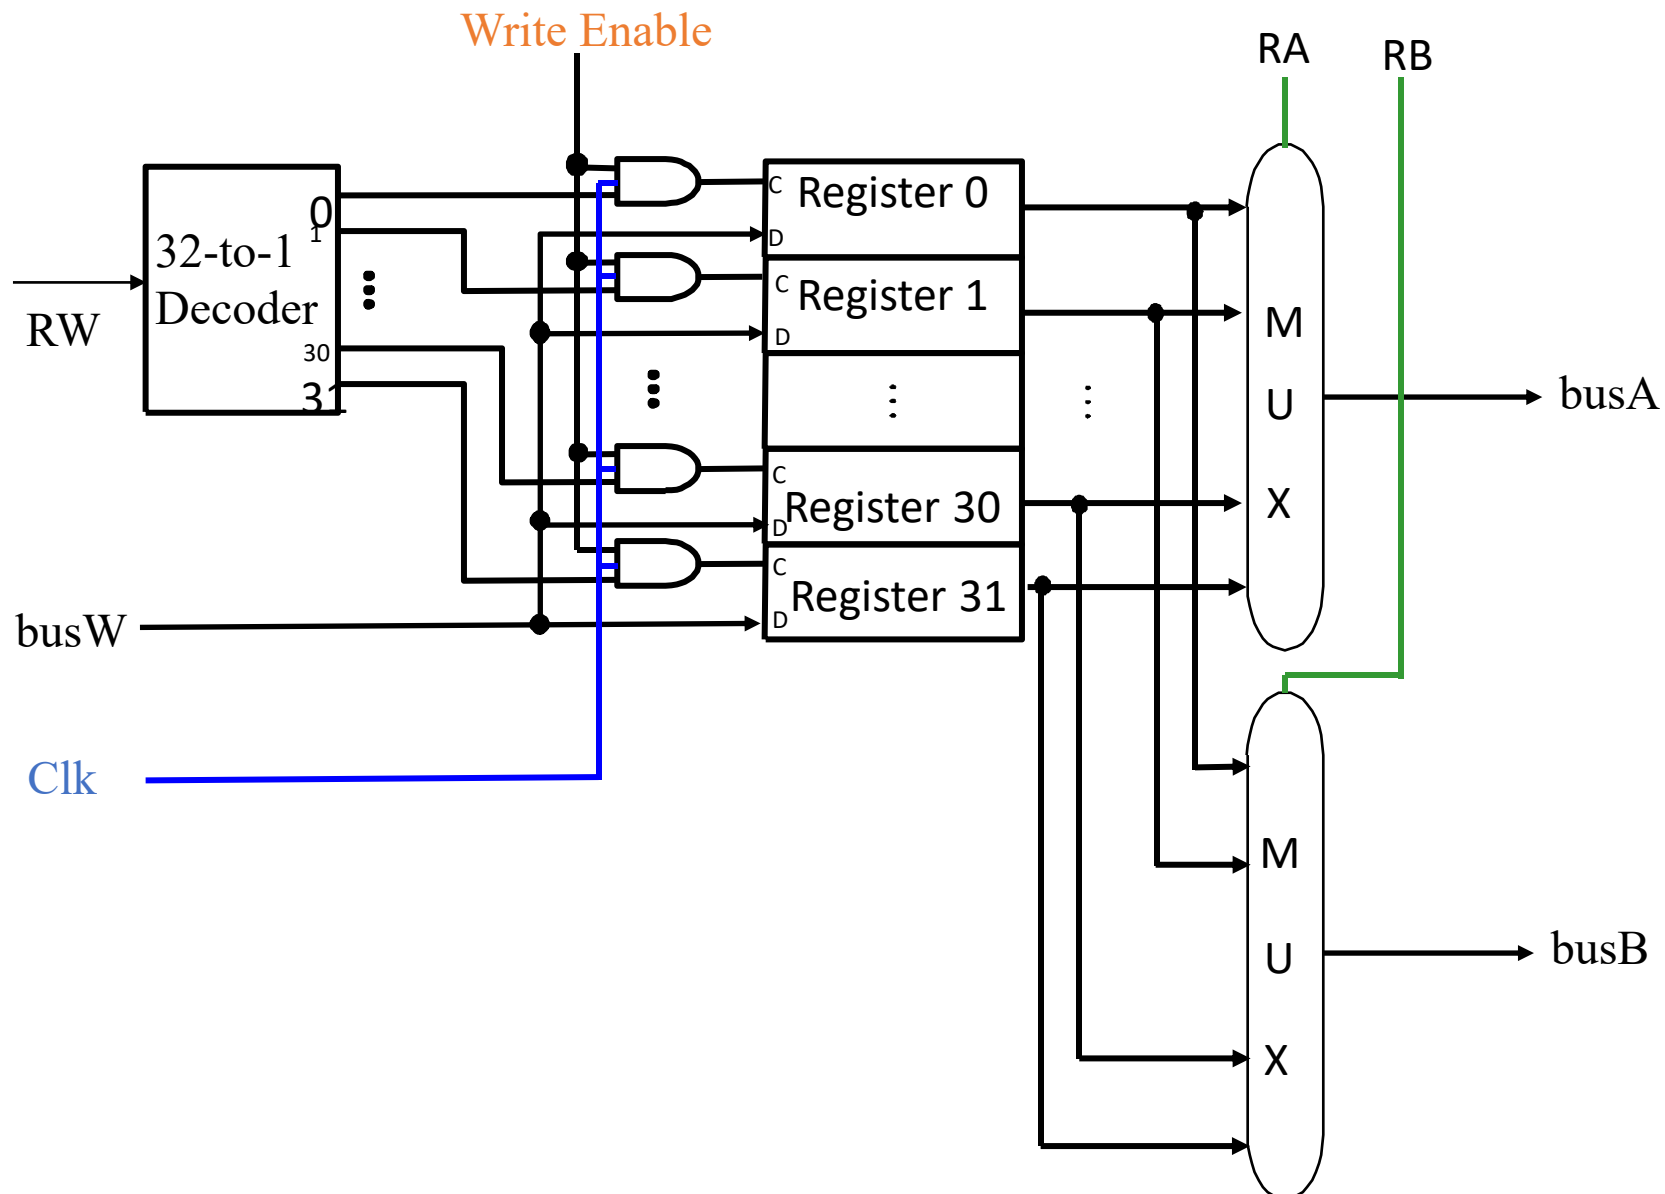 Write Enable
RA
RB
0
1
32-to-1
Decoder
30
31
RW
C
Register 0
D
C
Register 1
D
C
Register 30
D
C
Register 31
D
M
U
X
busA
busW
Clk
M
U
X
busB